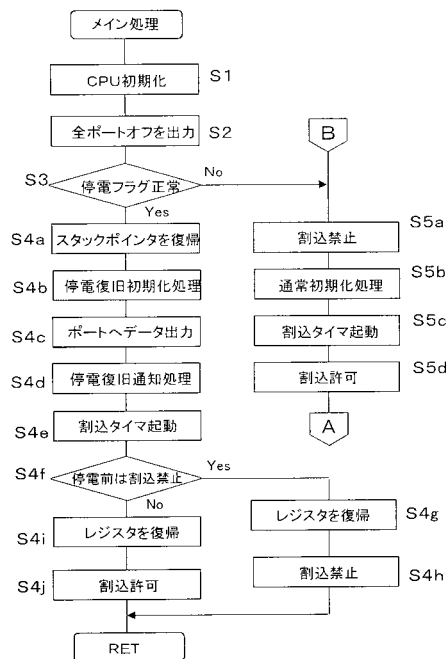 メイン処理
CPU初期化
S1
全ポートオフを出力
S2
S3
停電フラグ正常
No
Yes
B
S4a
スタックポインタを復帰
S4b
停電復旧初期化処理
S4c
ポートへデータ出力
S4d
停電復旧通知処理
S4e
割込タイマ起動
S4f
停電前は割込禁止
Yes
No
S4i
レジスタを復帰
S4j
割込許可
RET
S5a
割込禁止
S5b
通常初期化処理
S5c
割込タイマ起動
S5d
割込許可
A
レジスタを復帰
S4g
割込禁止
S4h